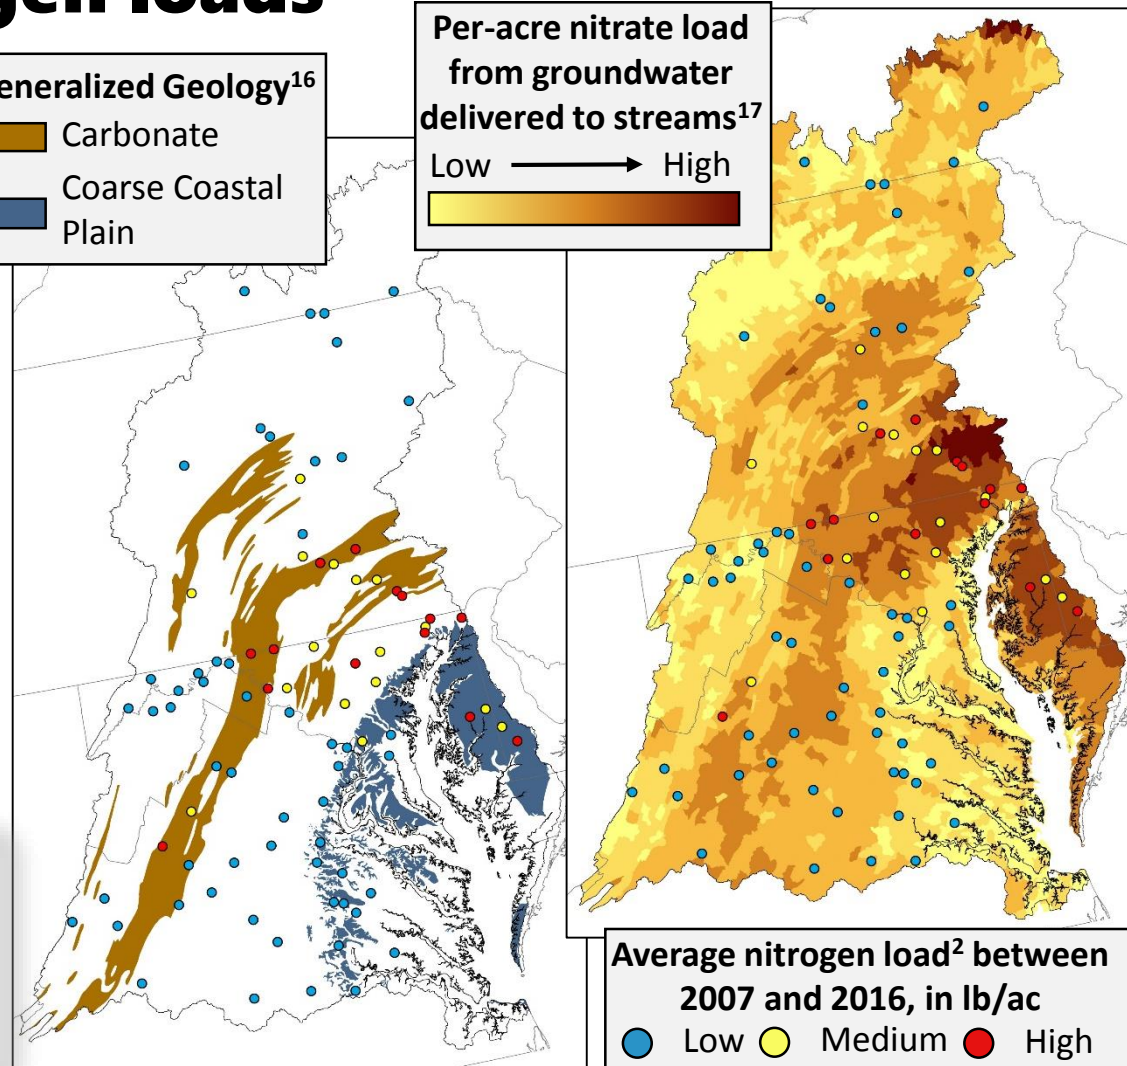 gen loads
eneralized Geology16
Carbonate
Coarse Coastal
Plain
Per-acre nitrate load
from groundwater
delivered to streams17
Low High
Average nitrogen load2 between
2007 and 2016, in lb/ac
Low Medium High